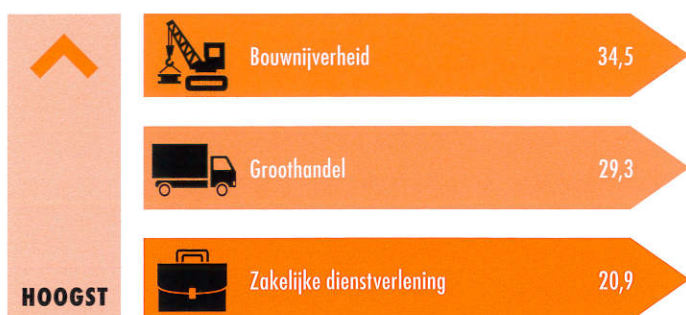 Bouwnijverheid 34,5
Groothandel 29,3
Zakelijke dienstverlening 20,9
HOOGST